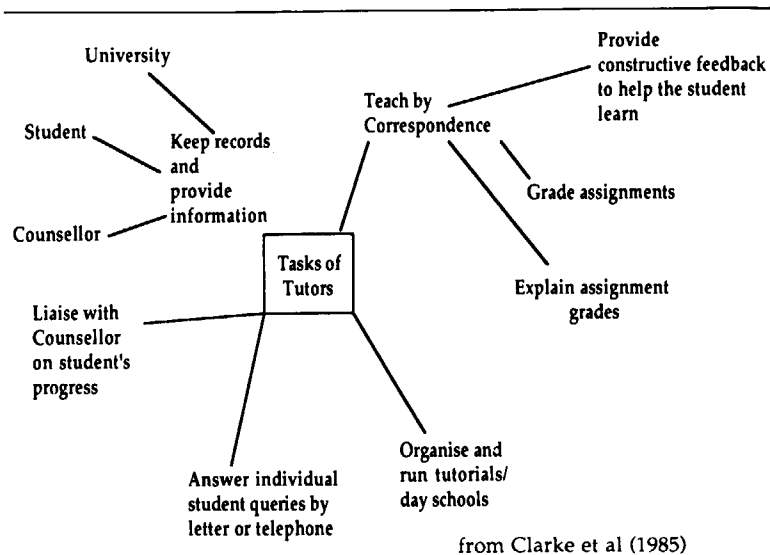 University
Student
Keep records
and
provide
information
Counsellor
Teach by
Correspondence
Provide
constructive feedback
to help the student
learn
Grade assignments
Explain assignment
grades
Tasks of
Tutors
Liaise with
Counsellor
on student's
progress
Answer individual
student queries by
letter or telephone
Organise and
run tutorials/
day schools
from Clarke et al (1985)